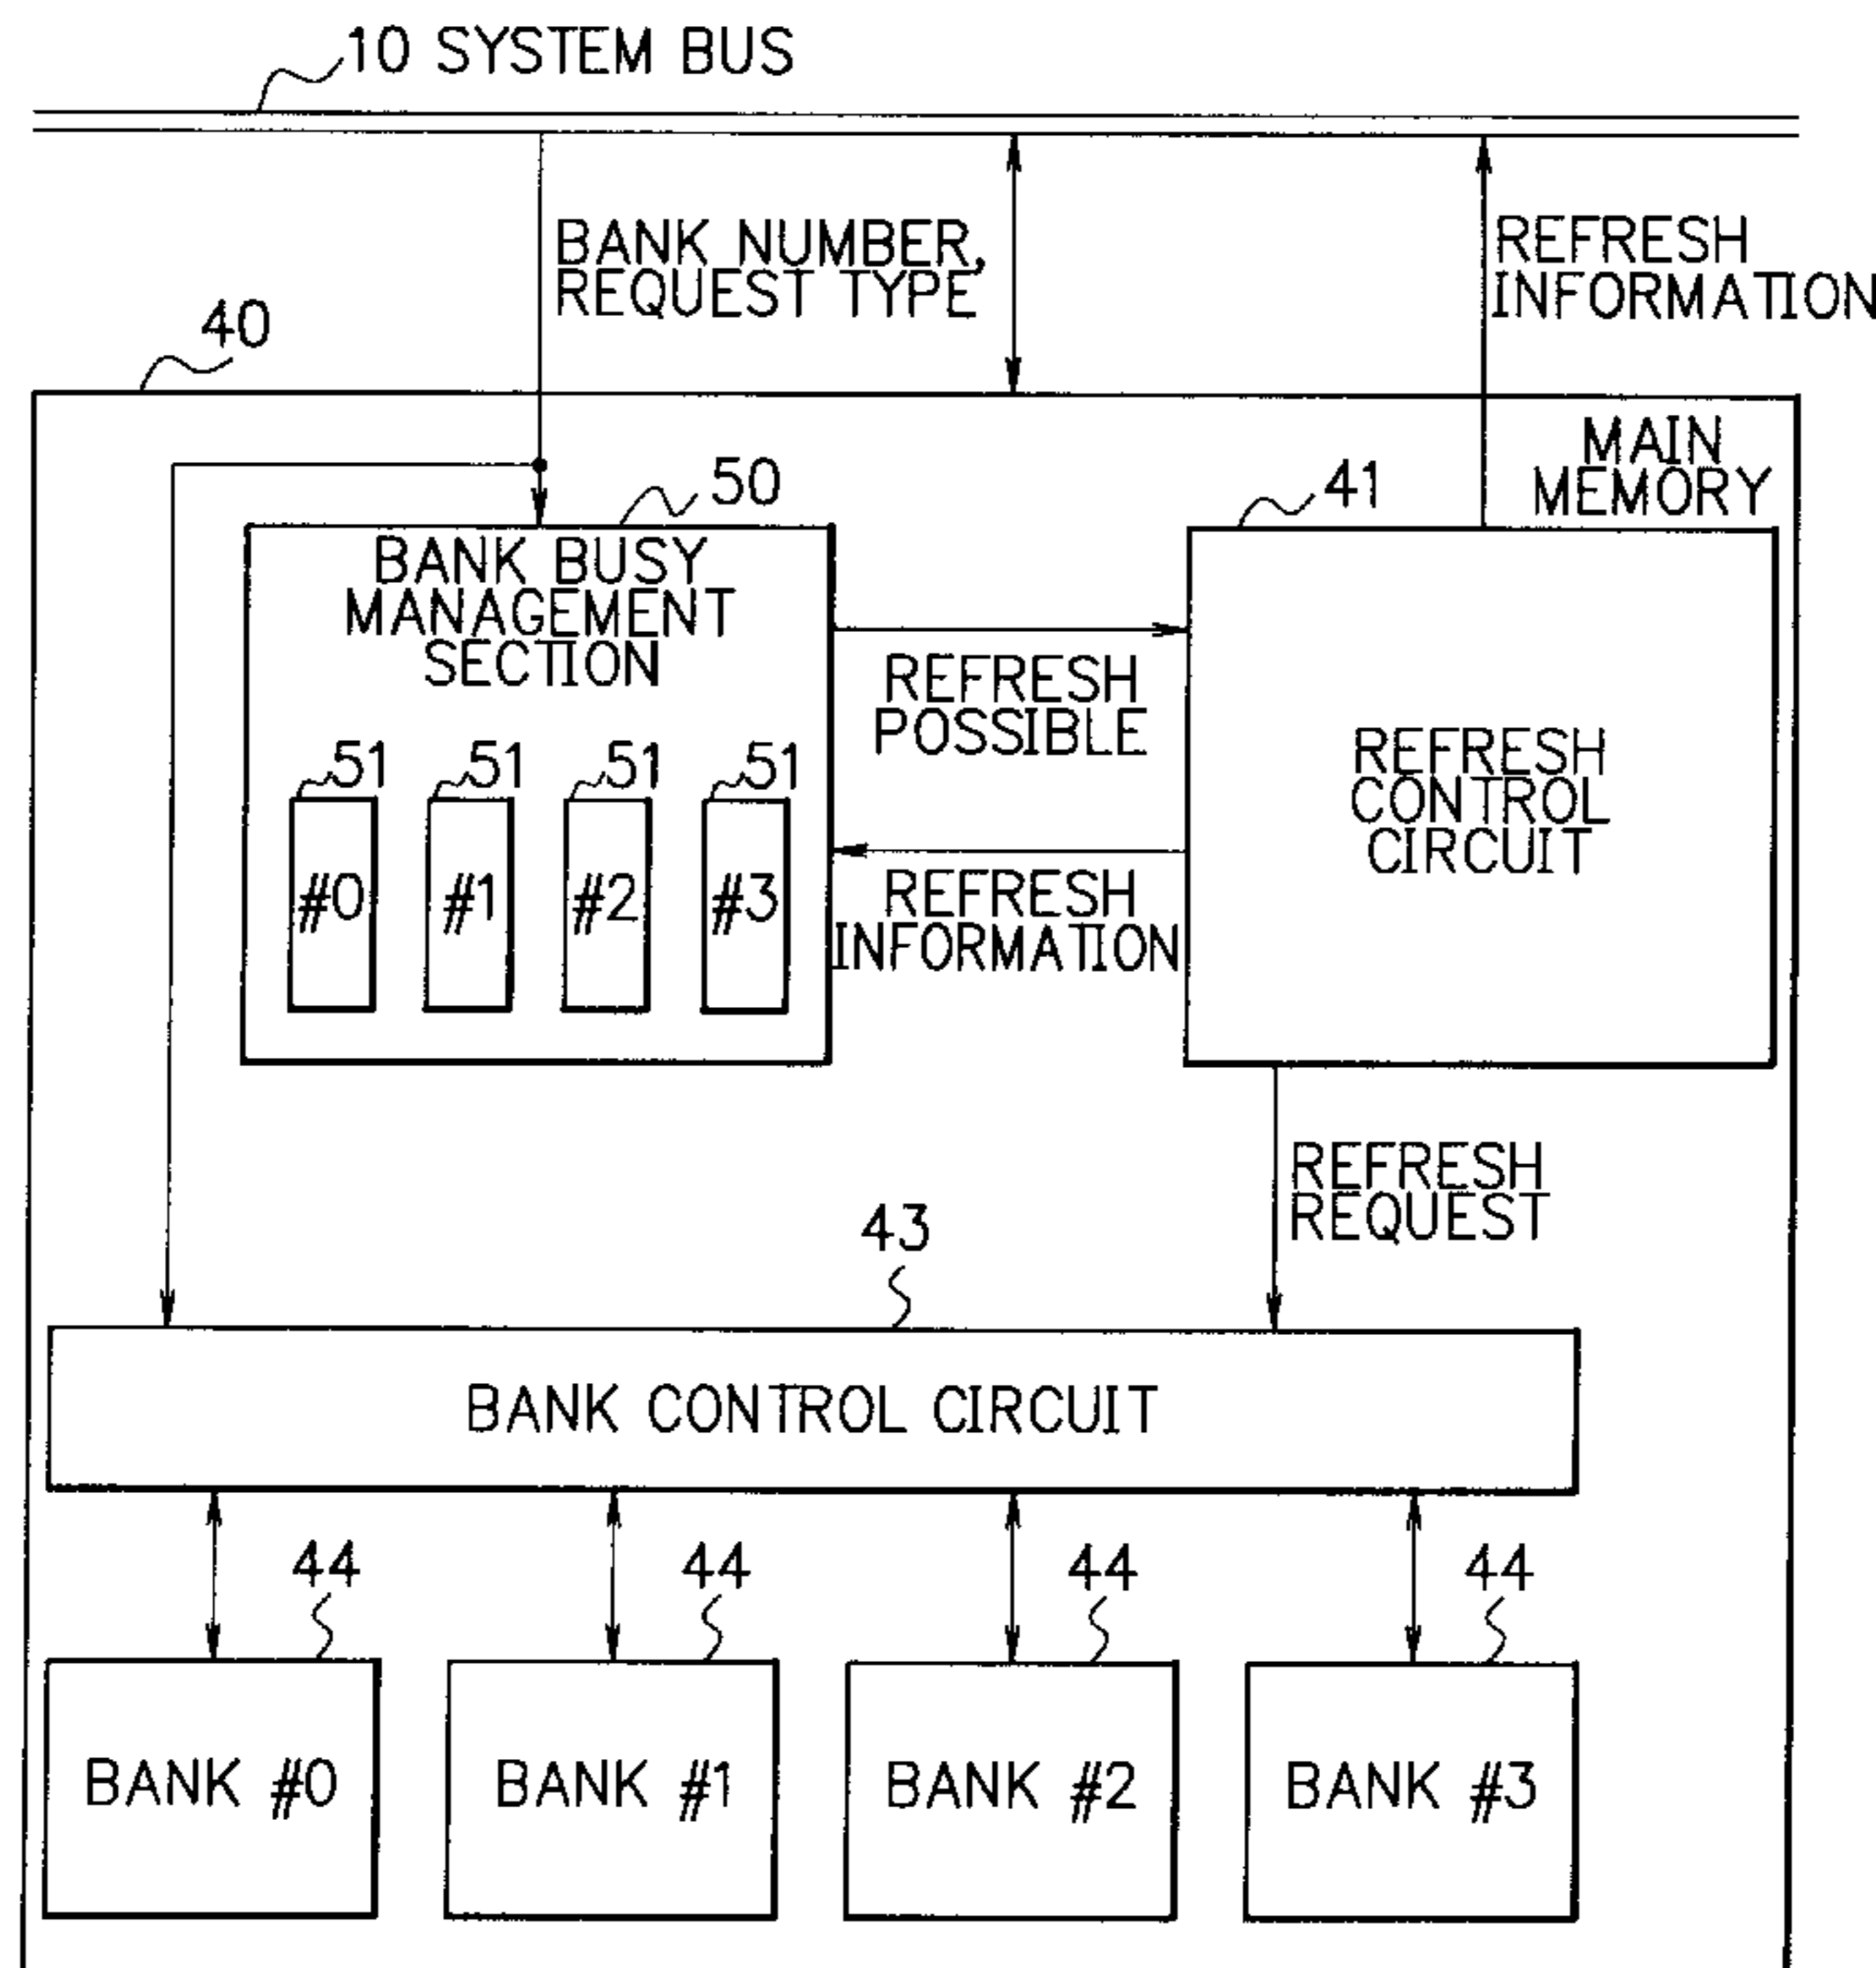 10 SYSTEM BUS
BANK NUMBER,
REQUEST TYPE
REFRESH
INFORMATION
40
MAIN
MEMORY
50
41
BANK BUSY
MANAGEMENT
SECTION
REFRESH
POSSIBLE
REFRESH
CONTROL
CIRCUIT
51 51 51 51
#0 #1 #2 #3
REFRESH
INFORMATION
REFRESH
REQUEST
43
BANK CONTROL CIRCUIT
44 44 44 44
BANK #0 BANK #1 BANK #2 BANK #3